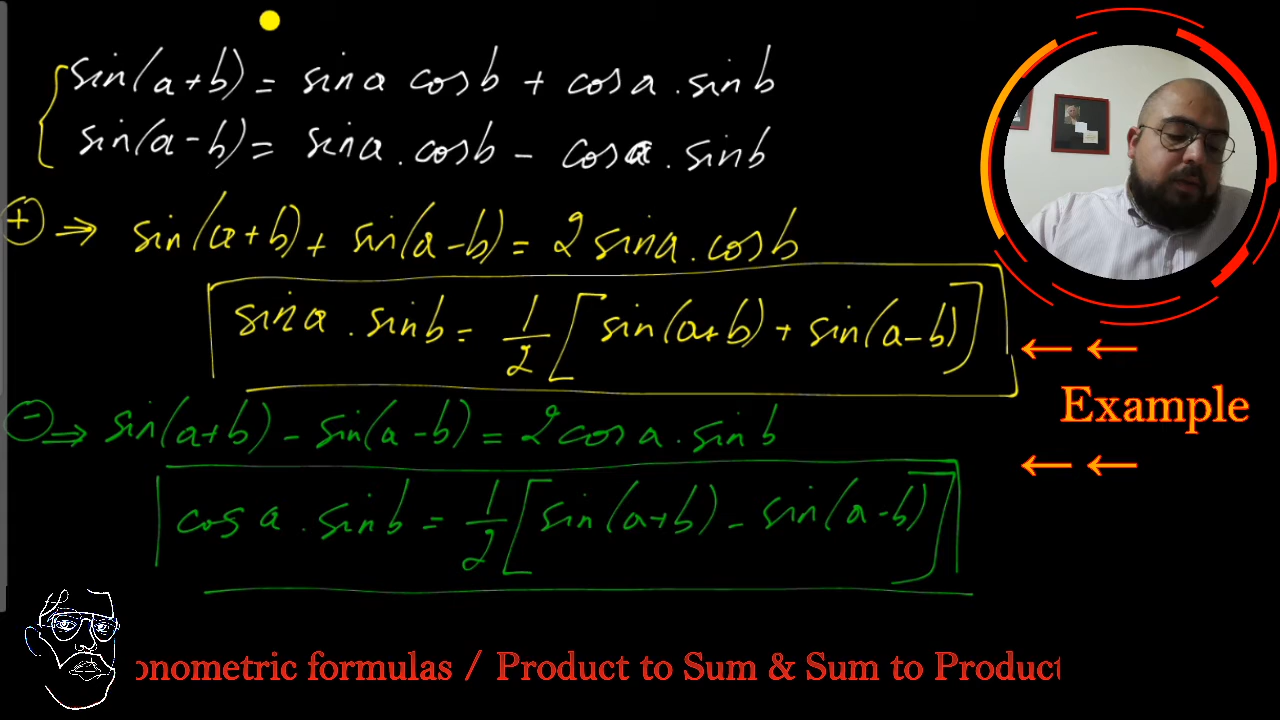 sin(a+b) = sina cosb + cosa . sinb
sin(a-b) = sina . cosb - cosa . sinb
+ ⇒ sin(a+b) + sin(a-b) = 2 sina . cosb
sina . sinb = 1/2 [sin(a+b) + sin(a-b)]
← ←
Example
← ←
- ⇒ sin(a+b) - sin(a-b) = 2 cosa . sinb
cosa . sinb = 1/2 [sin(a+b) - sin(a-b)]
onometric formulas / Product to Sum & Sum to Product